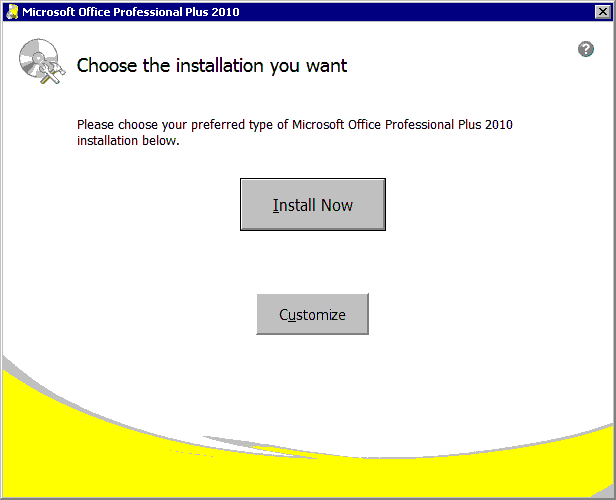 Microsoft Office Professional Plus 2010
?
Choose the installation you want
Please choose your preferred type of Microsoft Office Professional Plus 2010
installation below.
Install Now
Customize